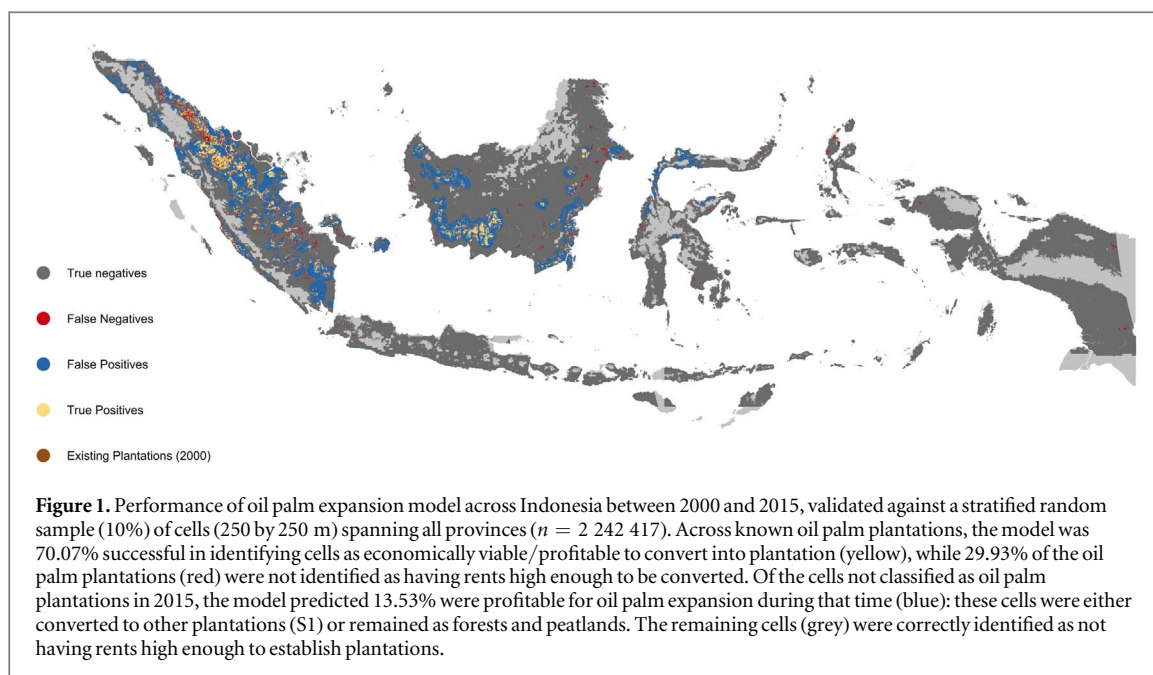 True negatives
False Negatives
False Positives
True Positives
Existing Plantations (2000)
Figure 1. Performance of oil palm expansion model across Indonesia between 2000 and 2015, validated against a stratified random
sample (10%) of cells (250 by 250 m) spanning all provinces (n = 2 242 417). Across known oil palm plantations, the model was
70.07% successful in identifying cells as economically viable/profitable to convert into plantation (yellow), while 29.93% of the oil
palm plantations (red) were not identified as having rents high enough to be converted. Of the cells not classified as oil palm
plantations in 2015, the model predicted 13.53% were profitable for oil palm expansion during that time (blue): these cells were either
converted to other plantations (S1) or remained as forests and peatlands. The remaining cells (grey) were correctly identified as not
having rents high enough to establish plantations.